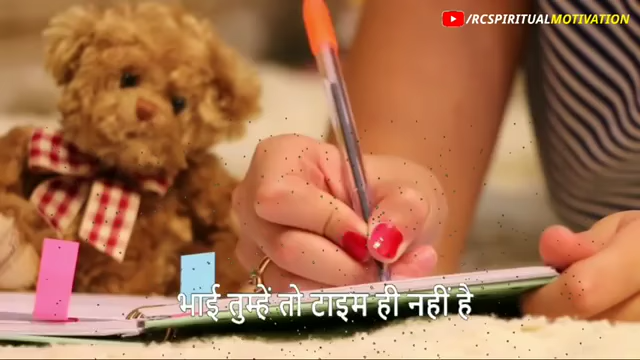 /RCSPIRITUALMOTIVATION
भाई तुम्हें तो टाइम ही नहीं है